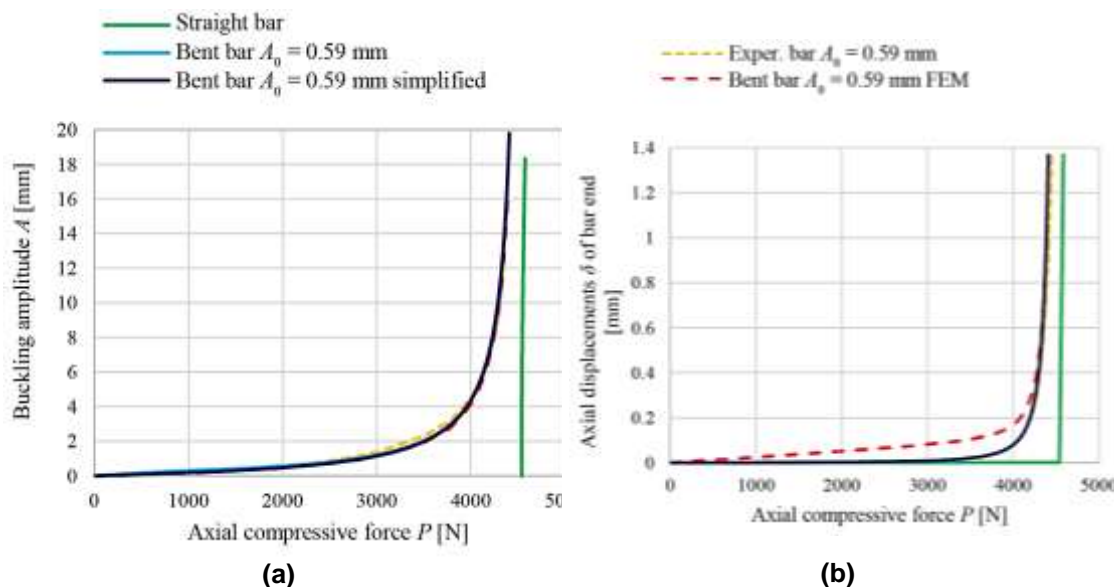 Straight bar
Bent bar A₀ = 0.59 mm
Bent bar A₀ = 0.59 mm simplified
Exper. bar A₀ = 0.59 mm
Bent bar A₀ = 0.59 mm FEM
Buckling amplitude A [mm]
20
18
16
14
12
10
8
6
4
2
0
0 1000 2000 3000 4000 500
Axial compressive force P [N]
(a)
Axial displacements δ of bar end
[mm]
1.4
1.2
1
0.8
0.6
0.4
0.2
0
0 1000 2000 3000 4000 5000
Axial compressive force P [N]
(b)